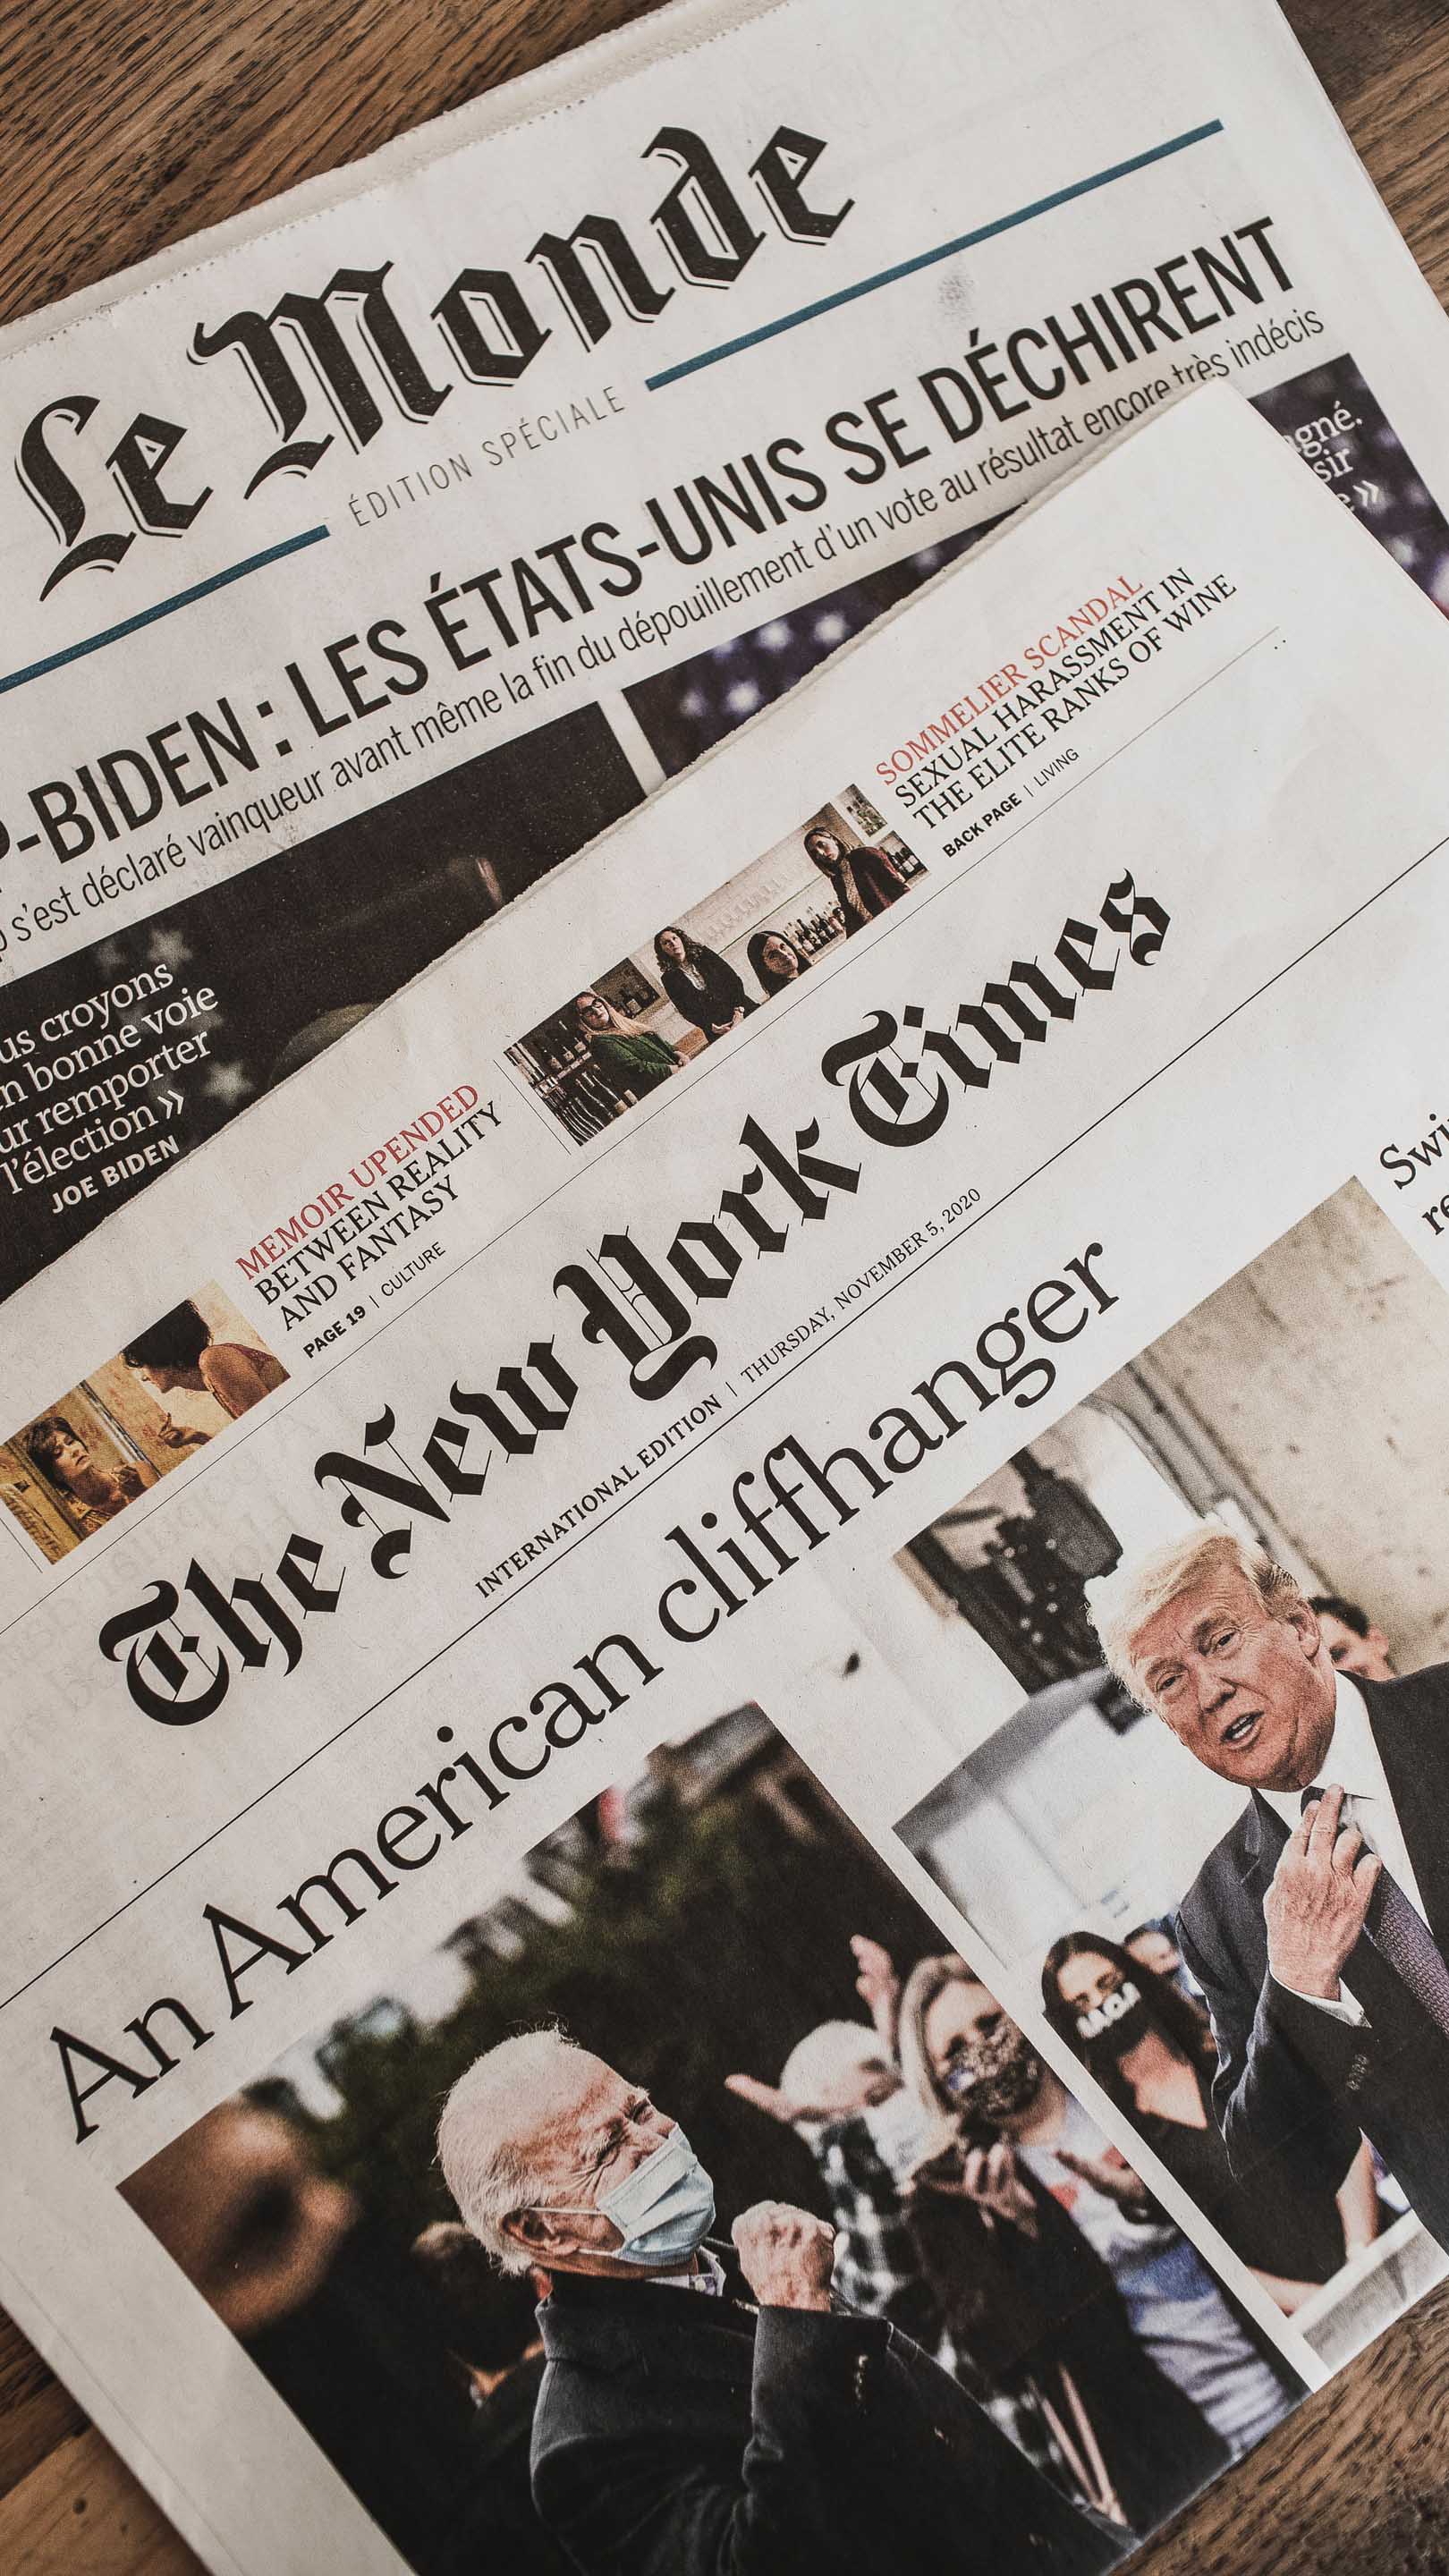 Le Monde
ÉDITION SPÉCIALE
P-BIDEN : LES ÉTATS-UNIS SE DÉCHIRENT
s'est déclaré vainqueur avant même la fin du dépouillement d'un vote au résultat encore très indécis
us croyons
n bonne voie
ur remporter
l'élection »
JOE BIDEN
gné.
sir
e »
SOMMELIER SCANDAL
SEXUAL HARASSMENT IN
THE ELITE RANKS OF WINE
BACK PAGE | LIVING
MEMOIR UPENDED
BETWEEN REALITY
AND FANTASY
PAGE 19 | CULTURE
The New York Times
INTERNATIONAL EDITION | THURSDAY, NOVEMBER 5, 2020
An American cliffhanger
Swi
re